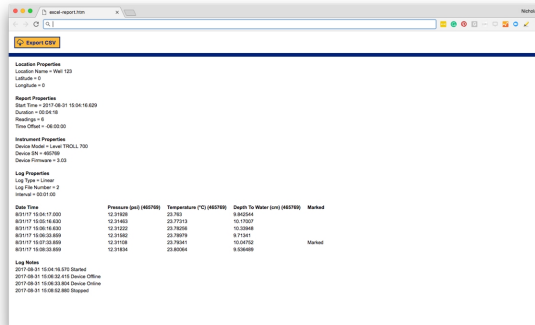 excel-report.htm
Nichola
Export CSV
Location Properties
Location Name = Well 123
Latitude = 0
Longitude = 0
Report Properties
Start Time = 2017-08-31 15:04:16.629
Duration = 00:04:18
Readings = 6
Time Offset = -06:00:00
Instrument Properties
Device Model = Level TROLL 700
Device SN = 465769
Device Firmware = 3.03
Log Properties
Log Type = Linear
Log File Number = 2
Interval = 00:01:00
Date Time Pressure (psi) (465769) Temperature (°C) (465769) Depth To Water (cm) (465769) Marked
8/31/17 15:04:17.000 12.31928 23.763 9.842544
8/31/17 15:05:16.630 12.31463 23.77313 10.17007
8/31/17 15:06:16.630 12.31222 23.78256 10.33948
8/31/17 15:06:33.859 12.31582 23.78979 9.71341
8/31/17 15:07:33.859 12.31108 23.79341 10.04752 Marked
8/31/17 15:08:33.859 12.31834 23.80064 9.536489
Log Notes
2017-08-31 15:04:16.570 Started
2017-08-31 15:06:32.415 Device Offline
2017-08-31 15:06:33.804 Device Online
2017-08-31 15:08:52.880 Stopped